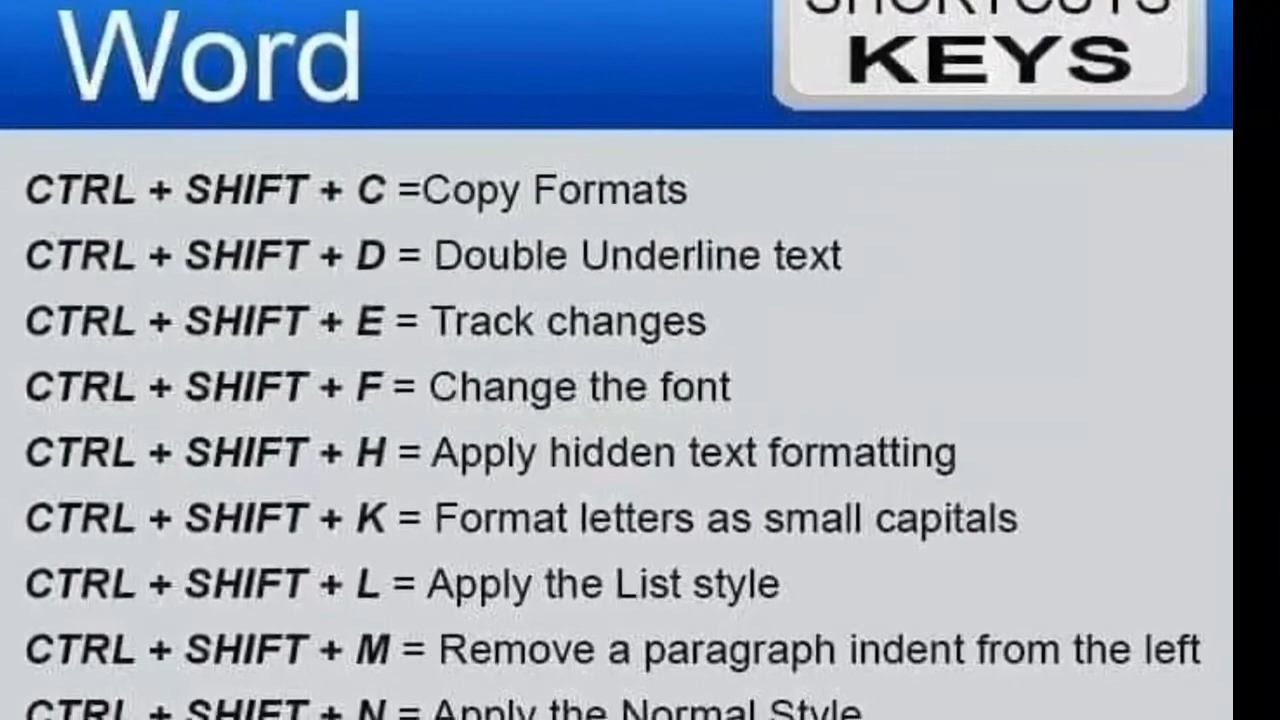 Word
SHORTCUTS
KEYS
CTRL + SHIFT + C =Copy Formats
CTRL + SHIFT + D = Double Underline text
CTRL + SHIFT + E = Track changes
CTRL + SHIFT + F = Change the font
CTRL + SHIFT + H = Apply hidden text formatting
CTRL + SHIFT + K = Format letters as small capitals
CTRL + SHIFT + L = Apply the List style
CTRL + SHIFT + M = Remove a paragraph indent from the left
CTRL + SHIFT + N = Apply the Normal Style